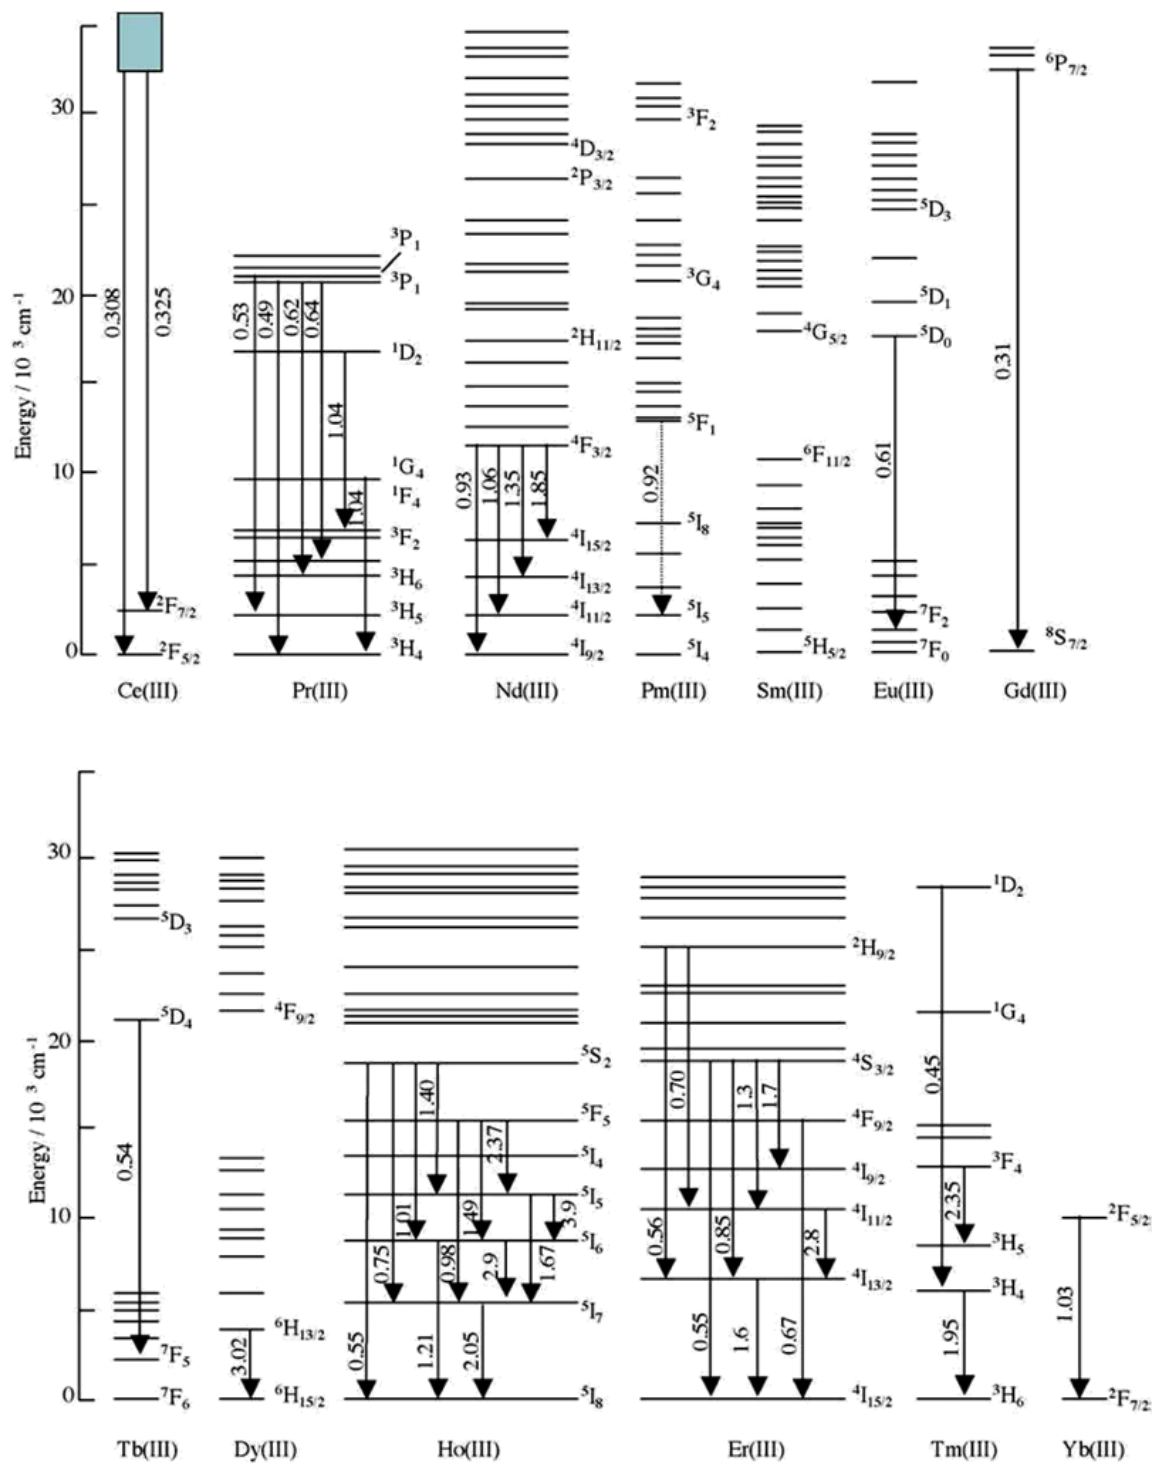 30
20
10
0
Energy / 10 ³ cm⁻¹
0.308
0.325
²F₇/₂
²F₅/₂
Ce(III)
³P₁
³P₁
0.53
0.49
0.62
0.64
¹D₂
1.04
¹G₄
1.04
¹F₄
³F₂
³H₆
³H₅
³H₄
Pr(III)
⁴D₃/₂
²P₃/₂
²H₁₁/₂
⁴F₃/₂
0.93
1.06
1.35
1.85
⁴I₁₅/₂
⁴I₁₃/₂
⁴I₁₁/₂
⁴I₉/₂
Nd(III)
³F₂
³G₄
⁵F₁
0.92
⁵I₈
⁵I₅
⁵I₄
Pm(III)
⁴G₅/₂
⁶F₁₁/₂
⁵H₅/₂
Sm(III)
⁵D₃
⁵D₁
⁵D₀
0.61
⁷F₂
⁷F₀
Eu(III)
⁶P₇/₂
0.31
⁸S₇/₂
Gd(III)
30
20
10
0
Energy / 10 ³ cm⁻¹
⁵D₃
⁵D₄
0.54
⁷F₅
⁷F₆
Tb(III)
⁴F₉/₂
⁶H₁₃/₂
3.02
⁶H₁₅/₂
Dy(III)
⁵S₂
1.40
⁵F₅
2.37
⁵I₄
⁵I₅
1.01
1.49
3.9
⁵I₆
0.75
0.98
2.9
1.67
⁵I₇
0.55
1.21
2.05
⁵I₈
Ho(III)
²H₉/₂
⁴S₃/₂
0.70
1.3
1.7
⁴F₉/₂
⁴I₉/₂
⁴I₁₁/₂
0.56
0.85
2.8
⁴I₁₃/₂
0.55
1.6
0.67
⁴I₁₅/₂
Er(III)
¹D₂
¹G₄
0.45
³F₄
2.35
³H₅
³H₄
1.95
³H₆
Tm(III)
²F₅/₂
1.03
²F₇/₂
Yb(III)